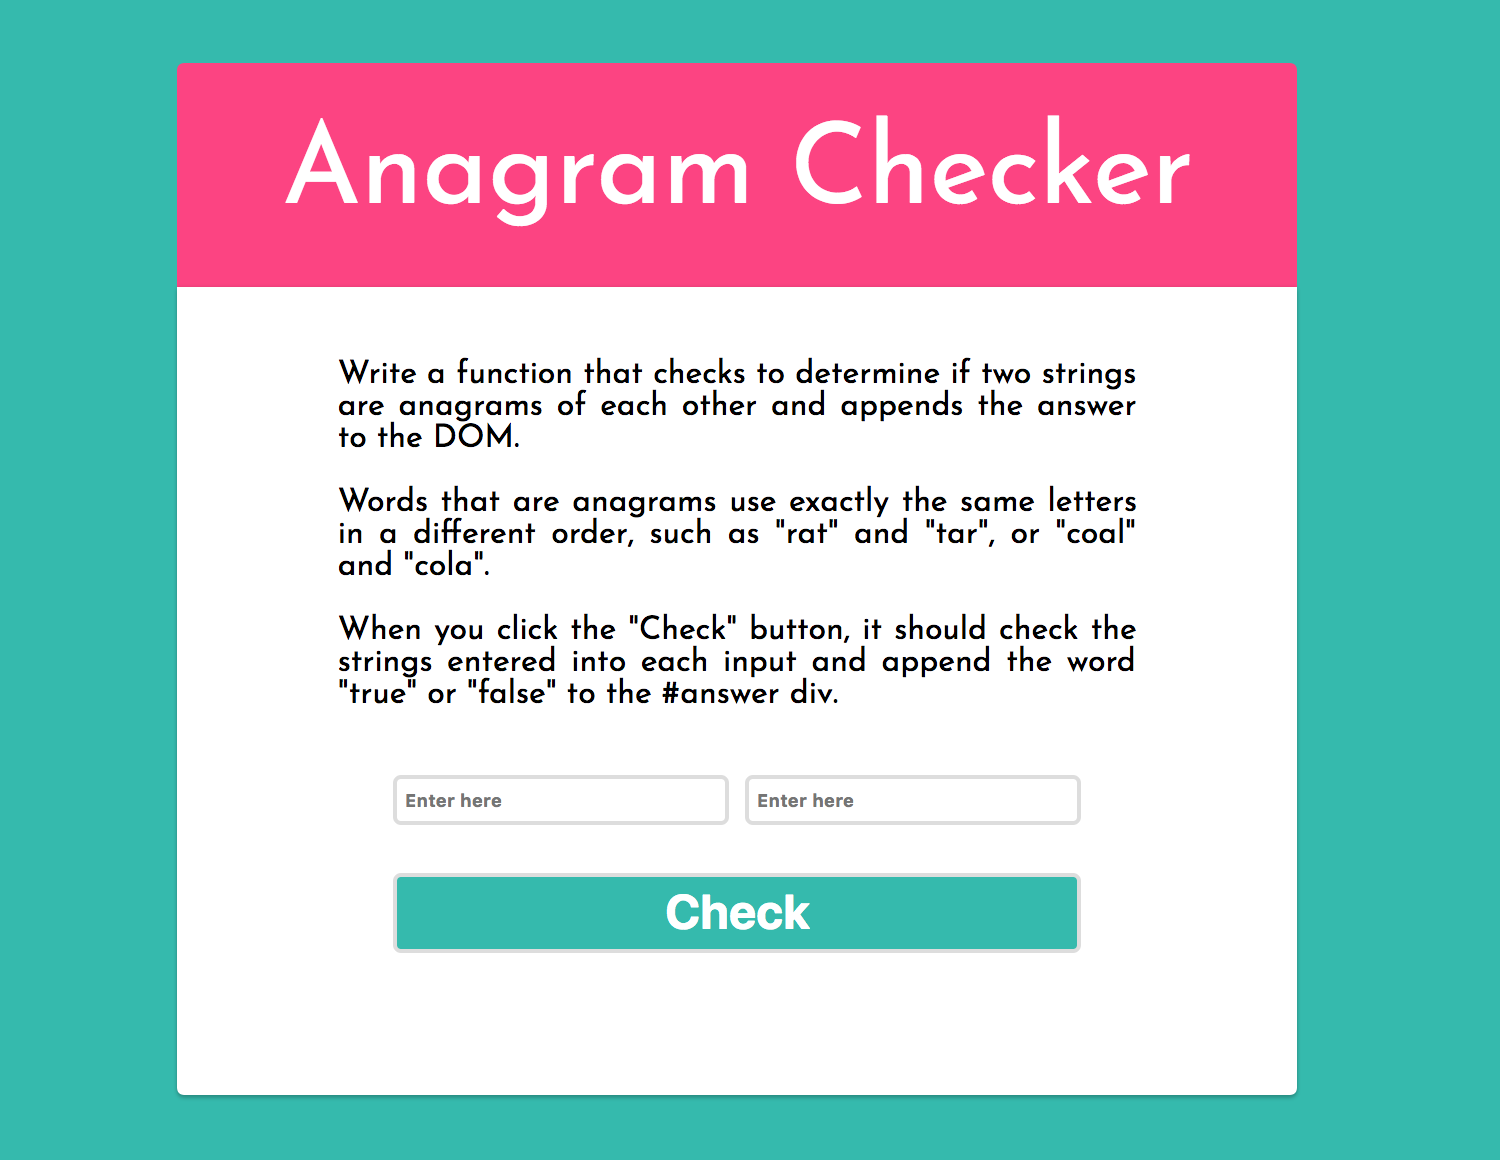 Anagram Checker
Write a function that checks to determine if two strings
are anagrams of each other and appends the answer
to the DOM.
Words that are anagrams use exactly the same letters
in a different order, such as "rat" and "tar", or "coal"
and "cola".
When you click the "Check" button, it should check the
strings entered into each input and append the word
"true" or "false" to the #answer div.
Enter here
Enter here
Check